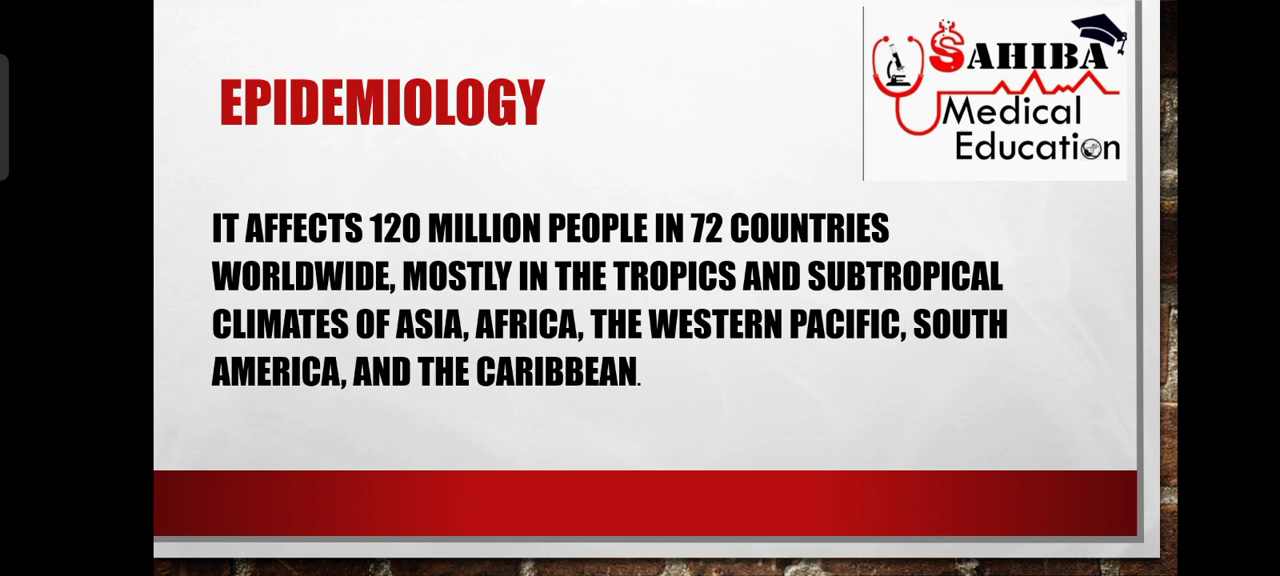 SAHIBA
Medical
Education
EPIDEMIOLOGY
IT AFFECTS 120 MILLION PEOPLE IN 72 COUNTRIES
WORLDWIDE, MOSTLY IN THE TROPICS AND SUBTROPICAL
CLIMATES OF ASIA, AFRICA, THE WESTERN PACIFIC, SOUTH
AMERICA, AND THE CARIBBEAN.